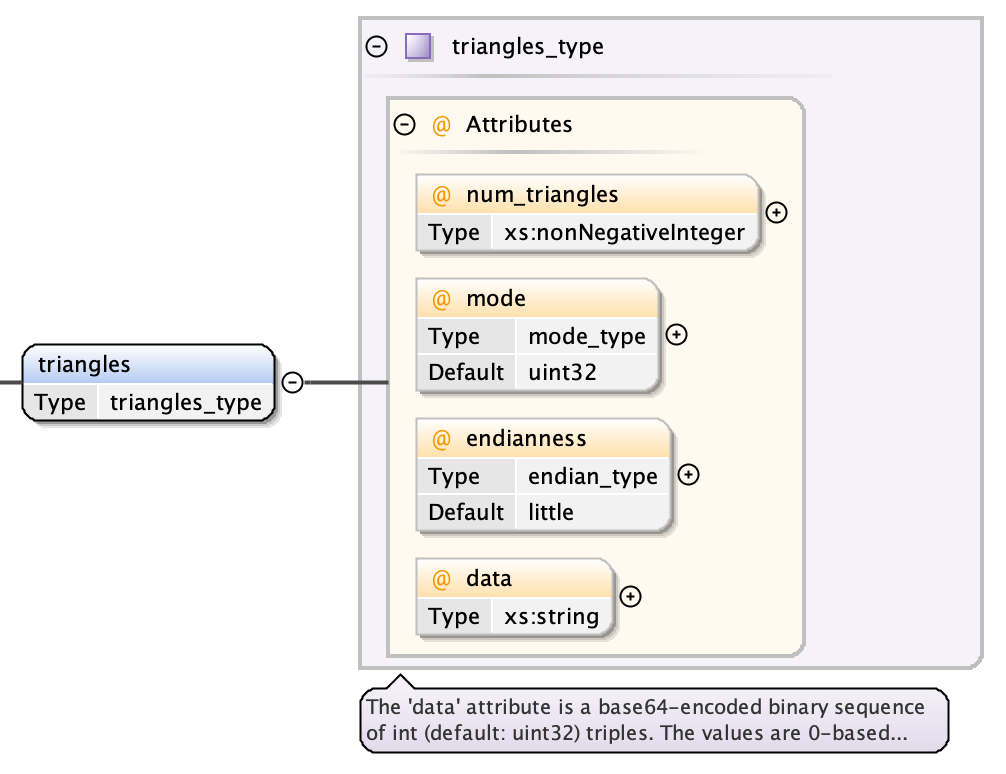 triangles_type
@ Attributes
@ num_triangles
Type xs:nonNegativeInteger
@ mode
Type mode_type
Default uint32
triangles
Type triangles_type
@ endianness
Type endian_type
Default little
@ data
Type xs:string
The 'data' attribute is a base64-encoded binary sequence
of int (default: uint32) triples. The values are 0-based...